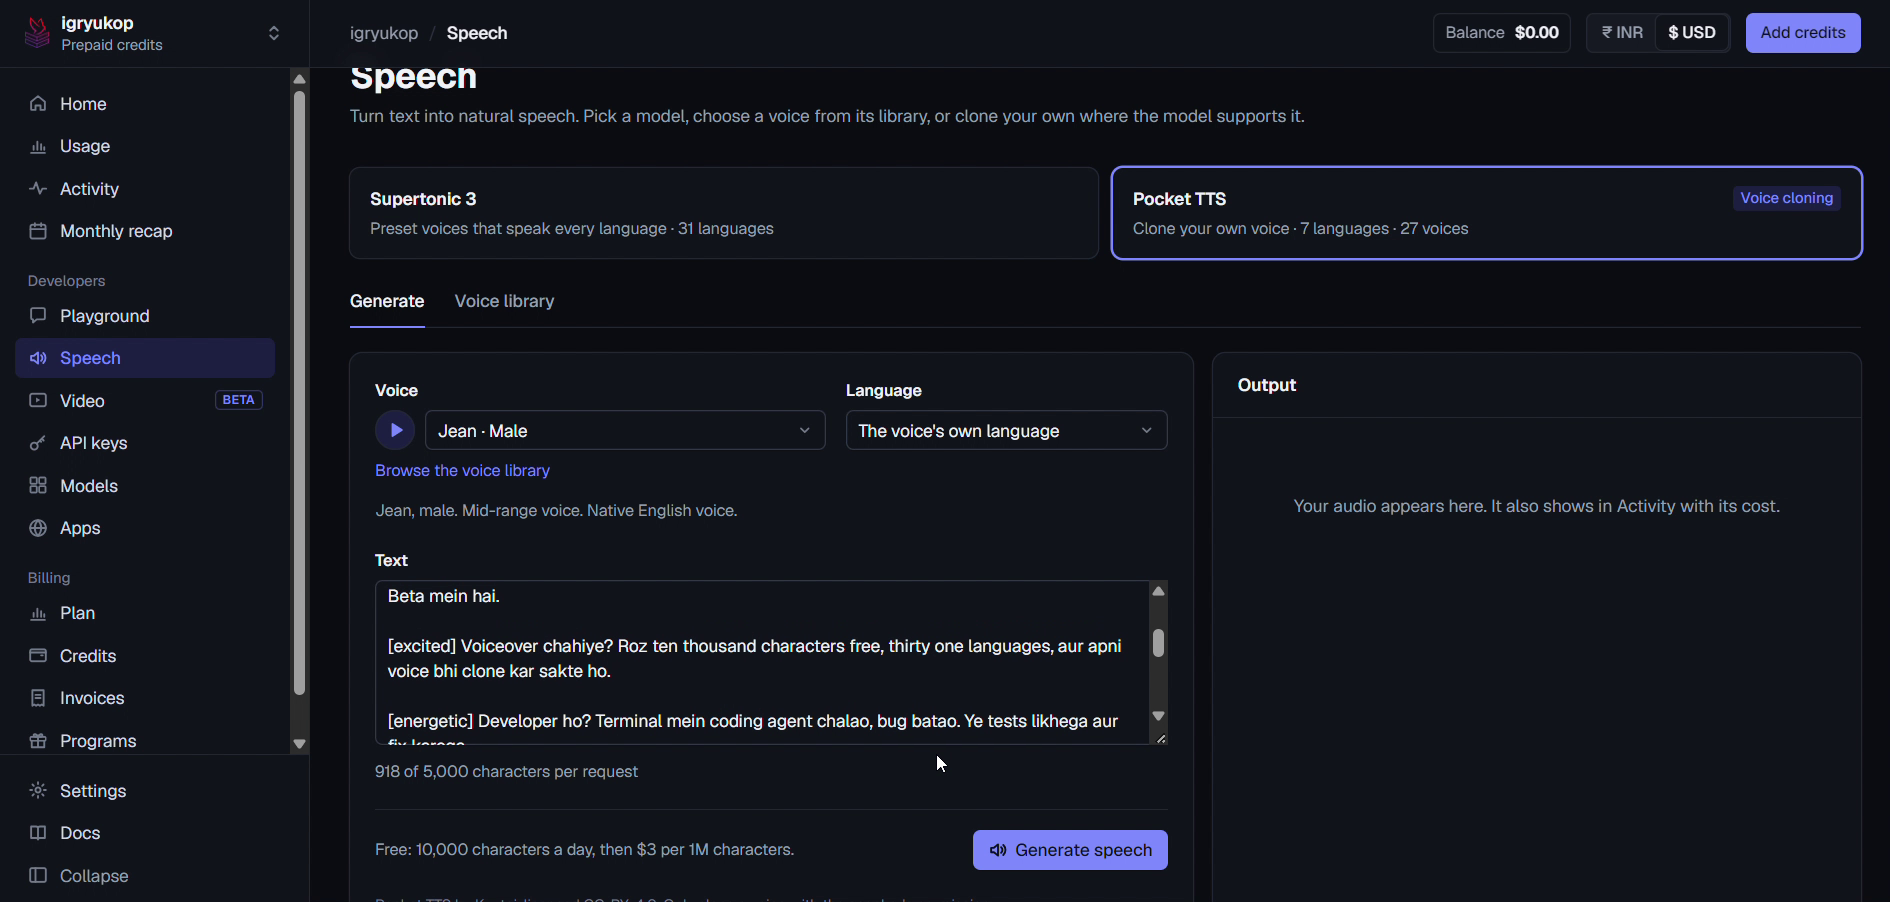 igryukop
Prepaid credits
Home
Usage
Activity
Monthly recap
Developers
Playground
Speech
Video BETA
API keys
Models
Apps
Billing
Plan
Credits
Invoices
Programs
Settings
Docs
Collapse
igryukop / Speech
Balance $0.00
₹ INR $ USD
Add credits
Speech
Turn text into natural speech. Pick a model, choose a voice from its library, or clone your own where the model supports it.
Supertonic 3
Preset voices that speak every language · 31 languages
Pocket TTS Voice cloning
Clone your own voice · 7 languages · 27 voices
Generate Voice library
Voice
Jean · Male
Language
The voice's own language
Browse the voice library
Jean, male. Mid-range voice. Native English voice.
Text
Beta mein hai.
[excited] Voiceover chahiye? Roz ten thousand characters free, thirty one languages, aur apni
voice bhi clone kar sakte ho.
[energetic] Developer ho? Terminal mein coding agent chalao, bug batao. Ye tests likhega aur
918 of 5,000 characters per request
Free: 10,000 characters a day, then $3 per 1M characters.
Generate speech
Output
Your audio appears here. It also shows in Activity with its cost.